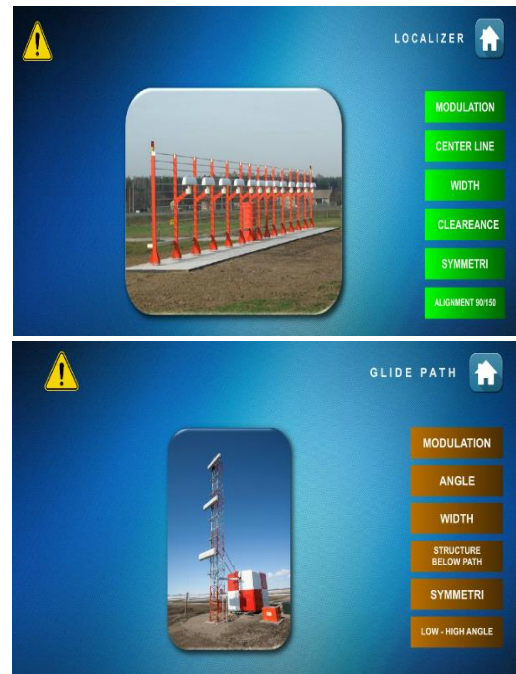 LOCALIZER
MODULATION
CENTER LINE
WIDTH
CLEAREANCE
SYMMETRI
ALIGNMENT 90/150
GLIDE PATH
MODULATION
ANGLE
WIDTH
STRUCTURE
BELOW PATH
SYMMETRI
LOW - HIGH ANGLE